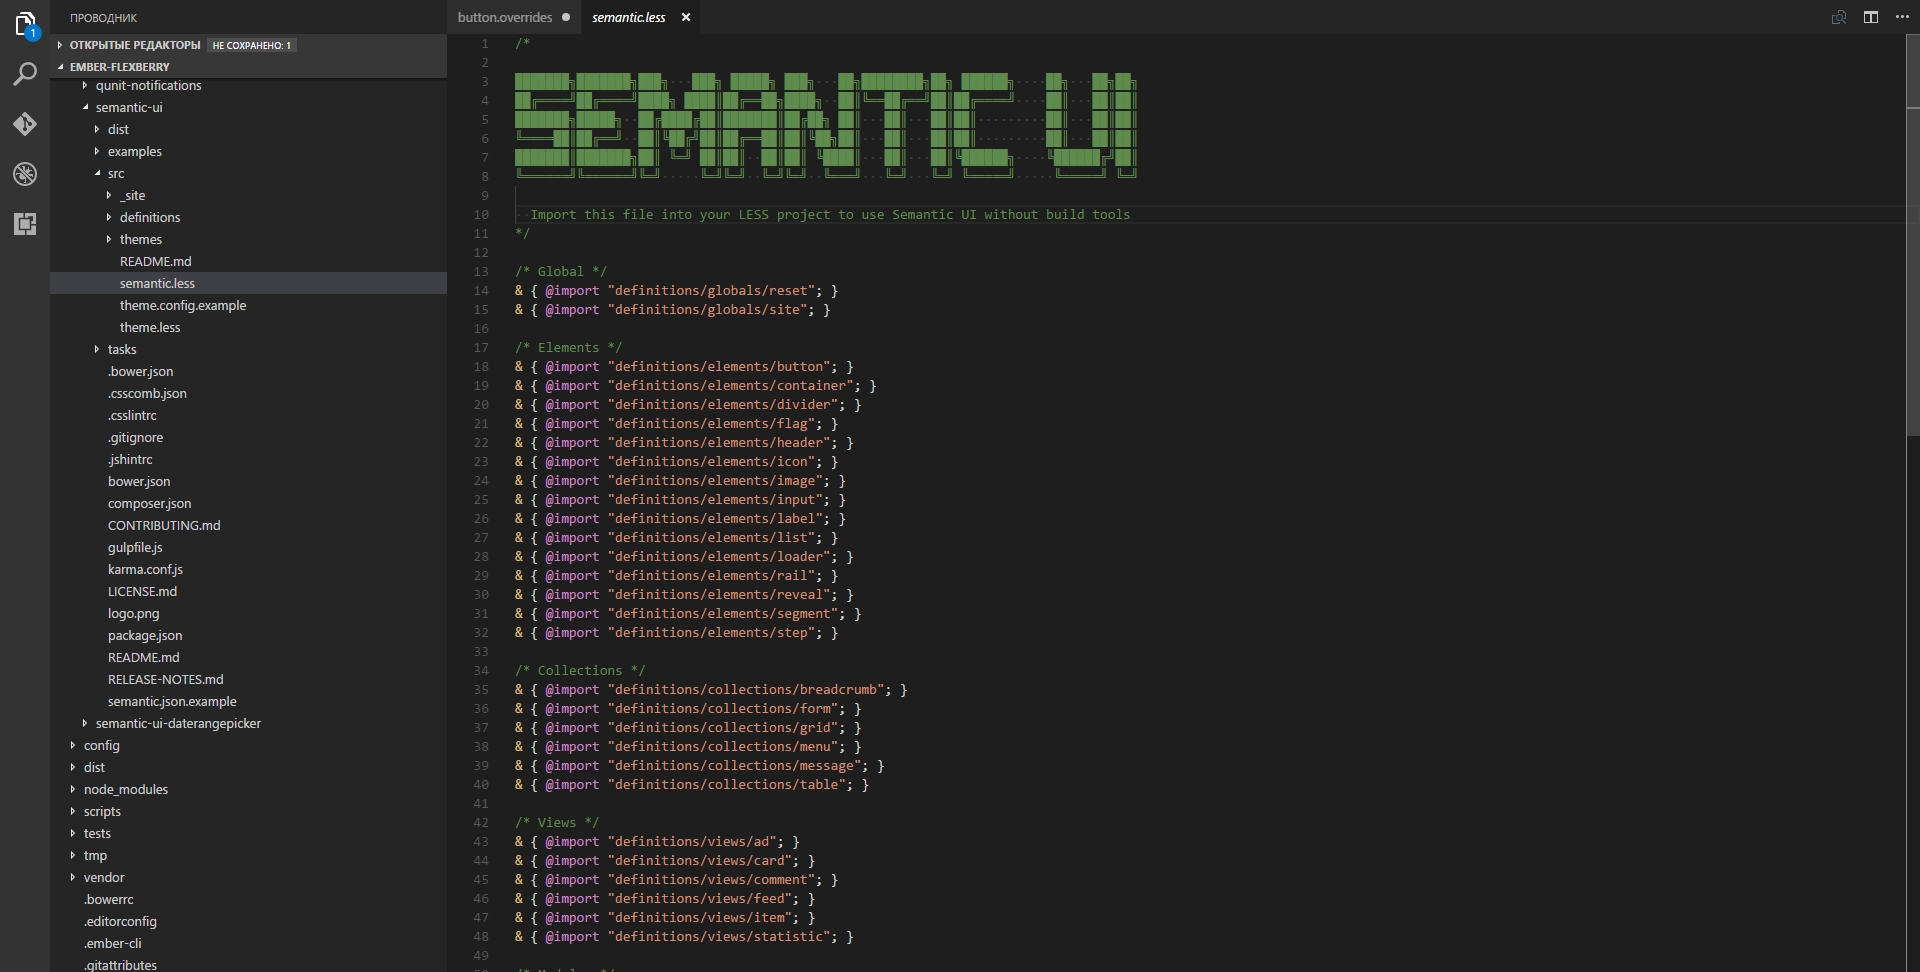 1
ПРОВОДНИК
ОТКРЫТЫЕ РЕДАКТОРЫ НЕ СОХРАНЕНО: 1
EMBER-FLEXBERRY
qunit-notifications
semantic-ui
dist
examples
src
_site
definitions
themes
README.md
semantic.less
theme.config.example
theme.less
tasks
.bower.json
.csscomb.json
.csslintrc
.gitignore
.jshintrc
bower.json
composer.json
CONTRIBUTING.md
gulpfile.js
karma.conf.js
LICENSE.md
logo.png
package.json
README.md
RELEASE-NOTES.md
semantic.json.example
semantic-ui-daterangepicker
config
dist
node_modules
scripts
tests
tmp
vendor
.bowerrc
.editorconfig
.ember-cli
.gitattributes
button.overrides
semantic.less
1 /*
2
3
4
5
6
7
8
SEMANTIC UI
9
10 Import this file into your LESS project to use Semantic UI without build tools
11 */
12
13 /* Global */
14 & { @import "definitions/globals/reset"; }
15 & { @import "definitions/globals/site"; }
16
17 /* Elements */
18 & { @import "definitions/elements/button"; }
19 & { @import "definitions/elements/container"; }
20 & { @import "definitions/elements/divider"; }
21 & { @import "definitions/elements/flag"; }
22 & { @import "definitions/elements/header"; }
23 & { @import "definitions/elements/icon"; }
24 & { @import "definitions/elements/image"; }
25 & { @import "definitions/elements/input"; }
26 & { @import "definitions/elements/label"; }
27 & { @import "definitions/elements/list"; }
28 & { @import "definitions/elements/loader"; }
29 & { @import "definitions/elements/rail"; }
30 & { @import "definitions/elements/reveal"; }
31 & { @import "definitions/elements/segment"; }
32 & { @import "definitions/elements/step"; }
33
34 /* Collections */
35 & { @import "definitions/collections/breadcrumb"; }
36 & { @import "definitions/collections/form"; }
37 & { @import "definitions/collections/grid"; }
38 & { @import "definitions/collections/menu"; }
39 & { @import "definitions/collections/message"; }
40 & { @import "definitions/collections/table"; }
41
42 /* Views */
43 & { @import "definitions/views/ad"; }
44 & { @import "definitions/views/card"; }
45 & { @import "definitions/views/comment"; }
46 & { @import "definitions/views/feed"; }
47 & { @import "definitions/views/item"; }
48 & { @import "definitions/views/statistic"; }
49